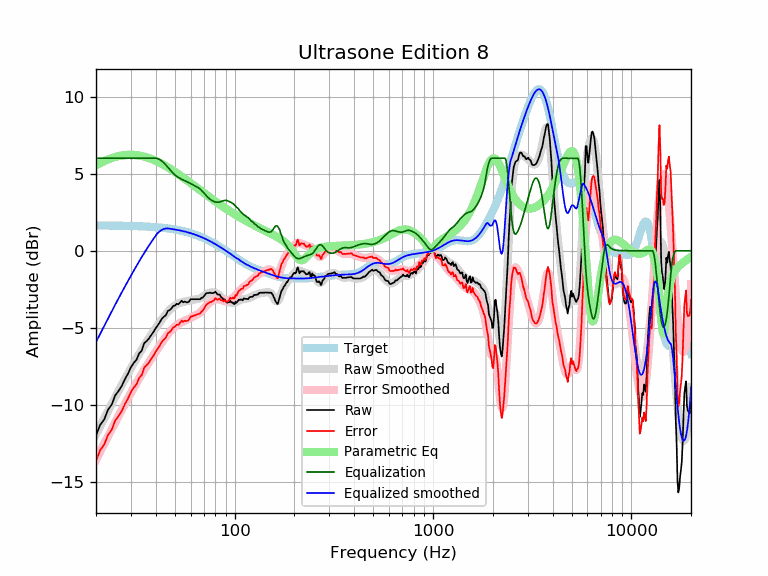 Ultrasone Edition 8
Amplitude (dBr)
10
5
0
−5
−10
−15
Target
Raw Smoothed
Error Smoothed
Raw
Error
Parametric Eq
Equalization
Equalized smoothed
100
1000
10000
Frequency (Hz)